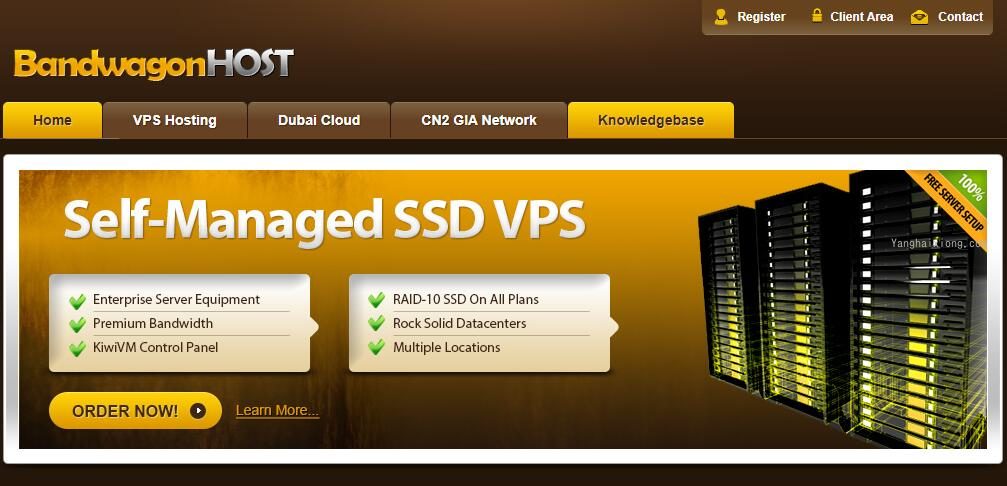 Register
Client Area
Contact
BandwagonHOST
Home
VPS Hosting
Dubai Cloud
CN2 GIA Network
Knowledgebase
100%
FREE SERVER SETUP
Self-Managed SSD VPS
Enterprise Server Equipment
Premium Bandwidth
KiwiVM Control Panel
RAID-10 SSD On All Plans
Rock Solid Datacenters
Multiple Locations
ORDER NOW!
Learn More...